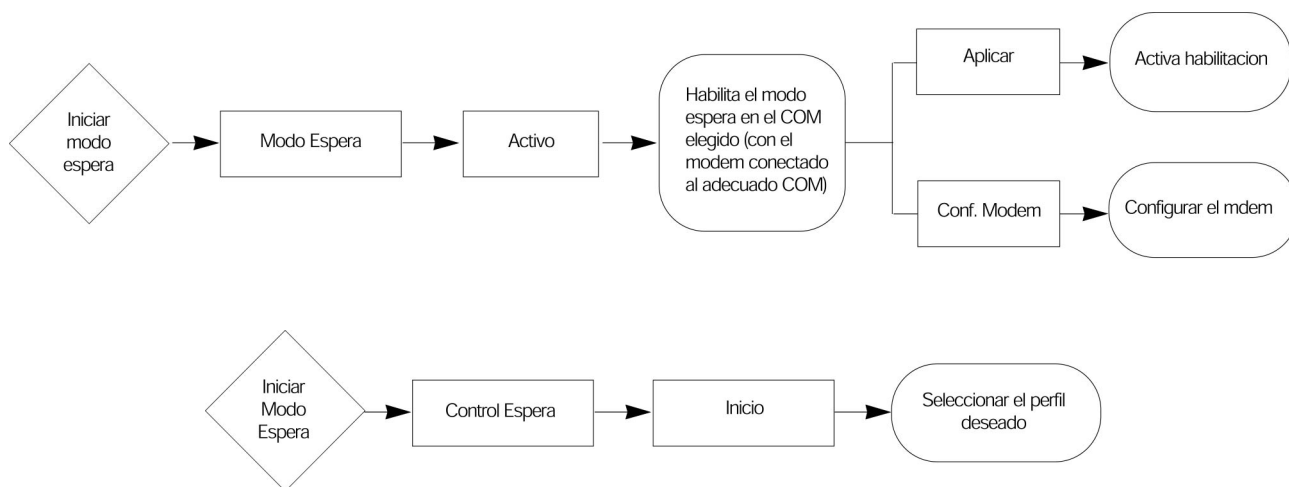 Iniciar
modo
espera
Modo Espera
Activo
Habilita el modo
espera en el COM
elegido (con el
modem conectado
al adecuado COM)
Aplicar
Activa habilitacion
Conf. Modem
Configurar el mdem
Iniciar
Modo
Espera
Control Espera
Inicio
Seleccionar el perfil
deseado